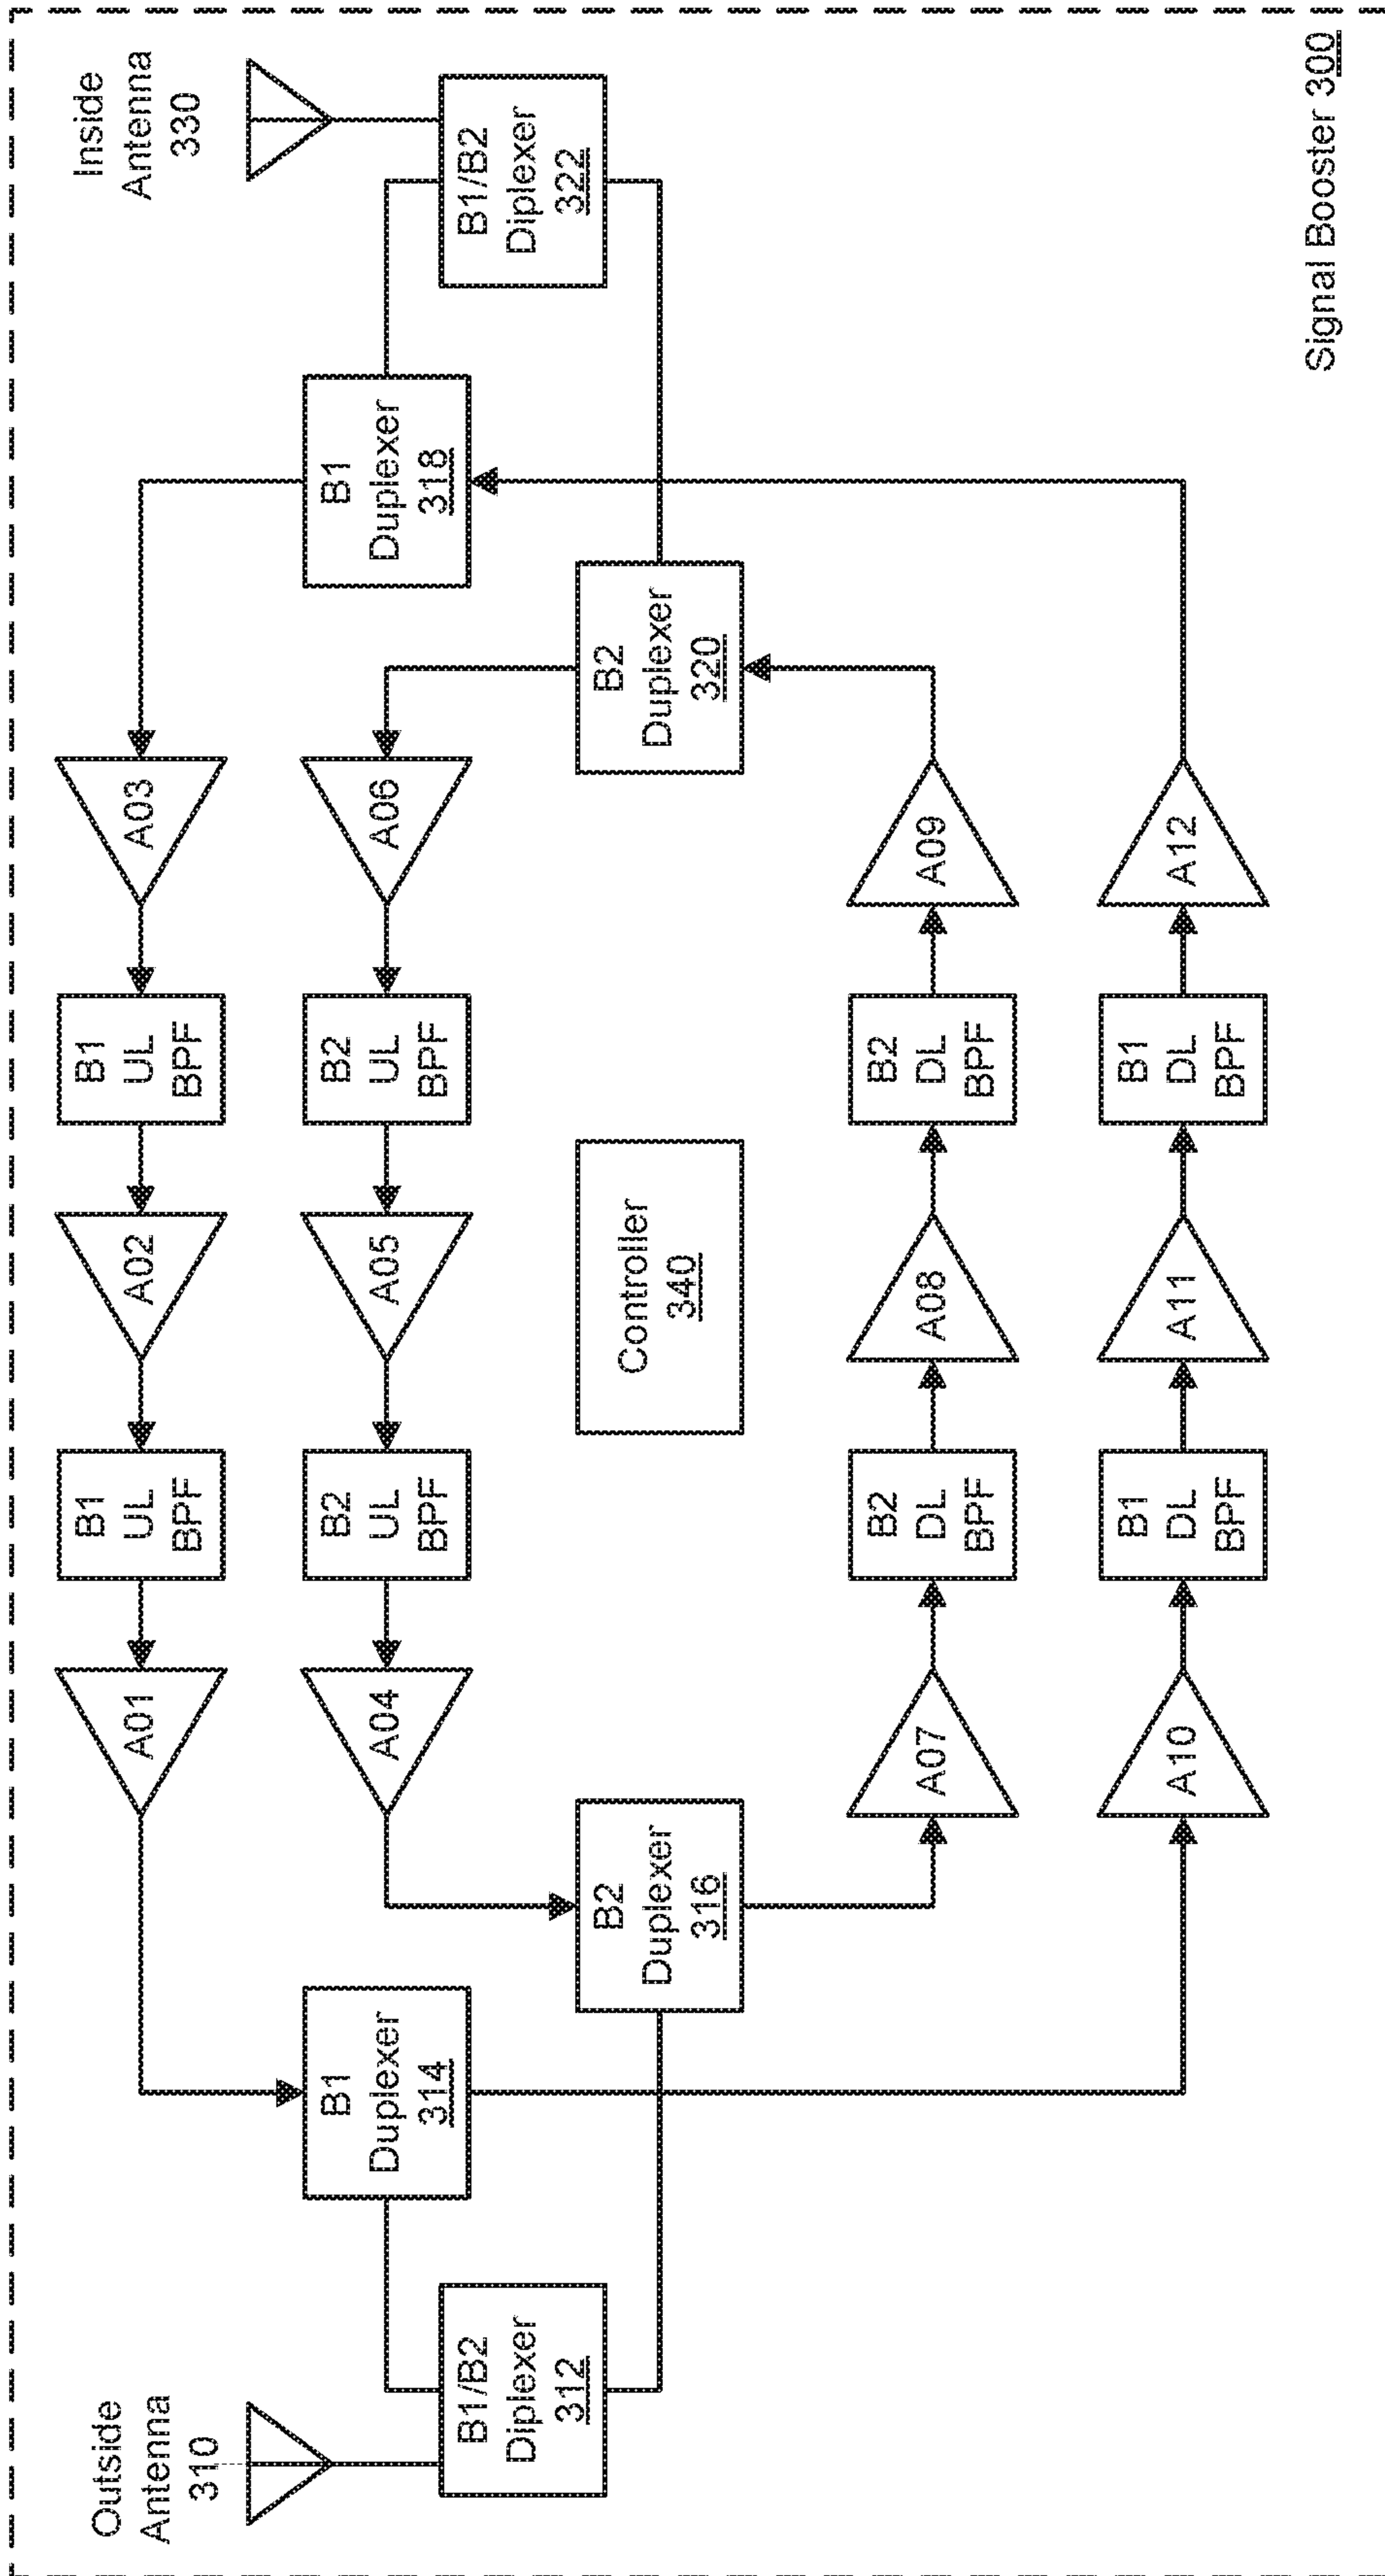 Outside
Antenna
310
Inside
Antenna
330
B1/B2
Diplexer
312
B1
Duplexer
314
B2
Duplexer
316
A01
B1
UL
BPF
A02
B1
UL
BPF
A03
A04
B2
UL
BPF
A05
B2
UL
BPF
A06
Controller
340
A07
B2
DL
BPF
A08
B2
DL
BPF
A09
A10
B1
DL
BPF
A11
B1
DL
BPF
A12
B1
Duplexer
318
B2
Duplexer
320
B1/B2
Diplexer
322
Signal Booster 300